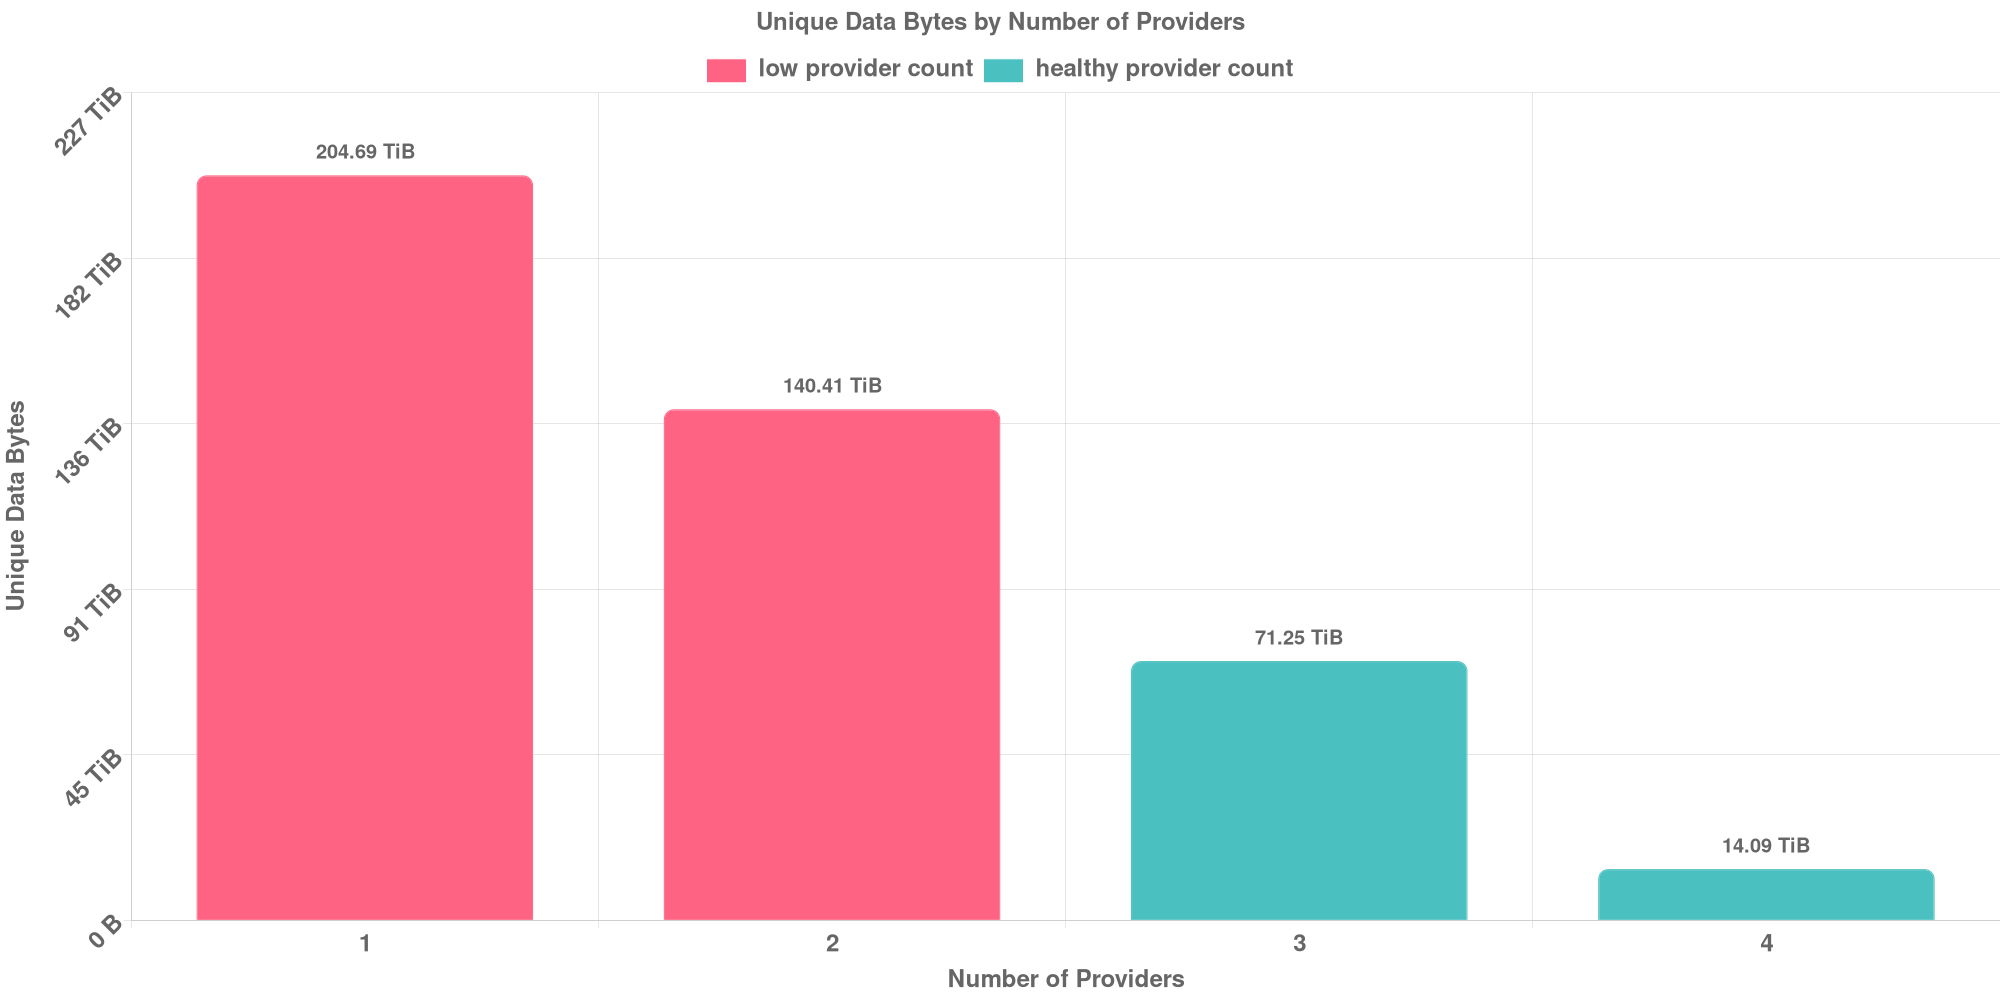 Unique Data Bytes by Number of Providers
low provider count
healthy provider count
227 TiB
182 TiB
136 TiB
91 TiB
45 TiB
0 B
Unique Data Bytes
204.69 TiB
140.41 TiB
71.25 TiB
14.09 TiB
1
2
3
4
Number of Providers